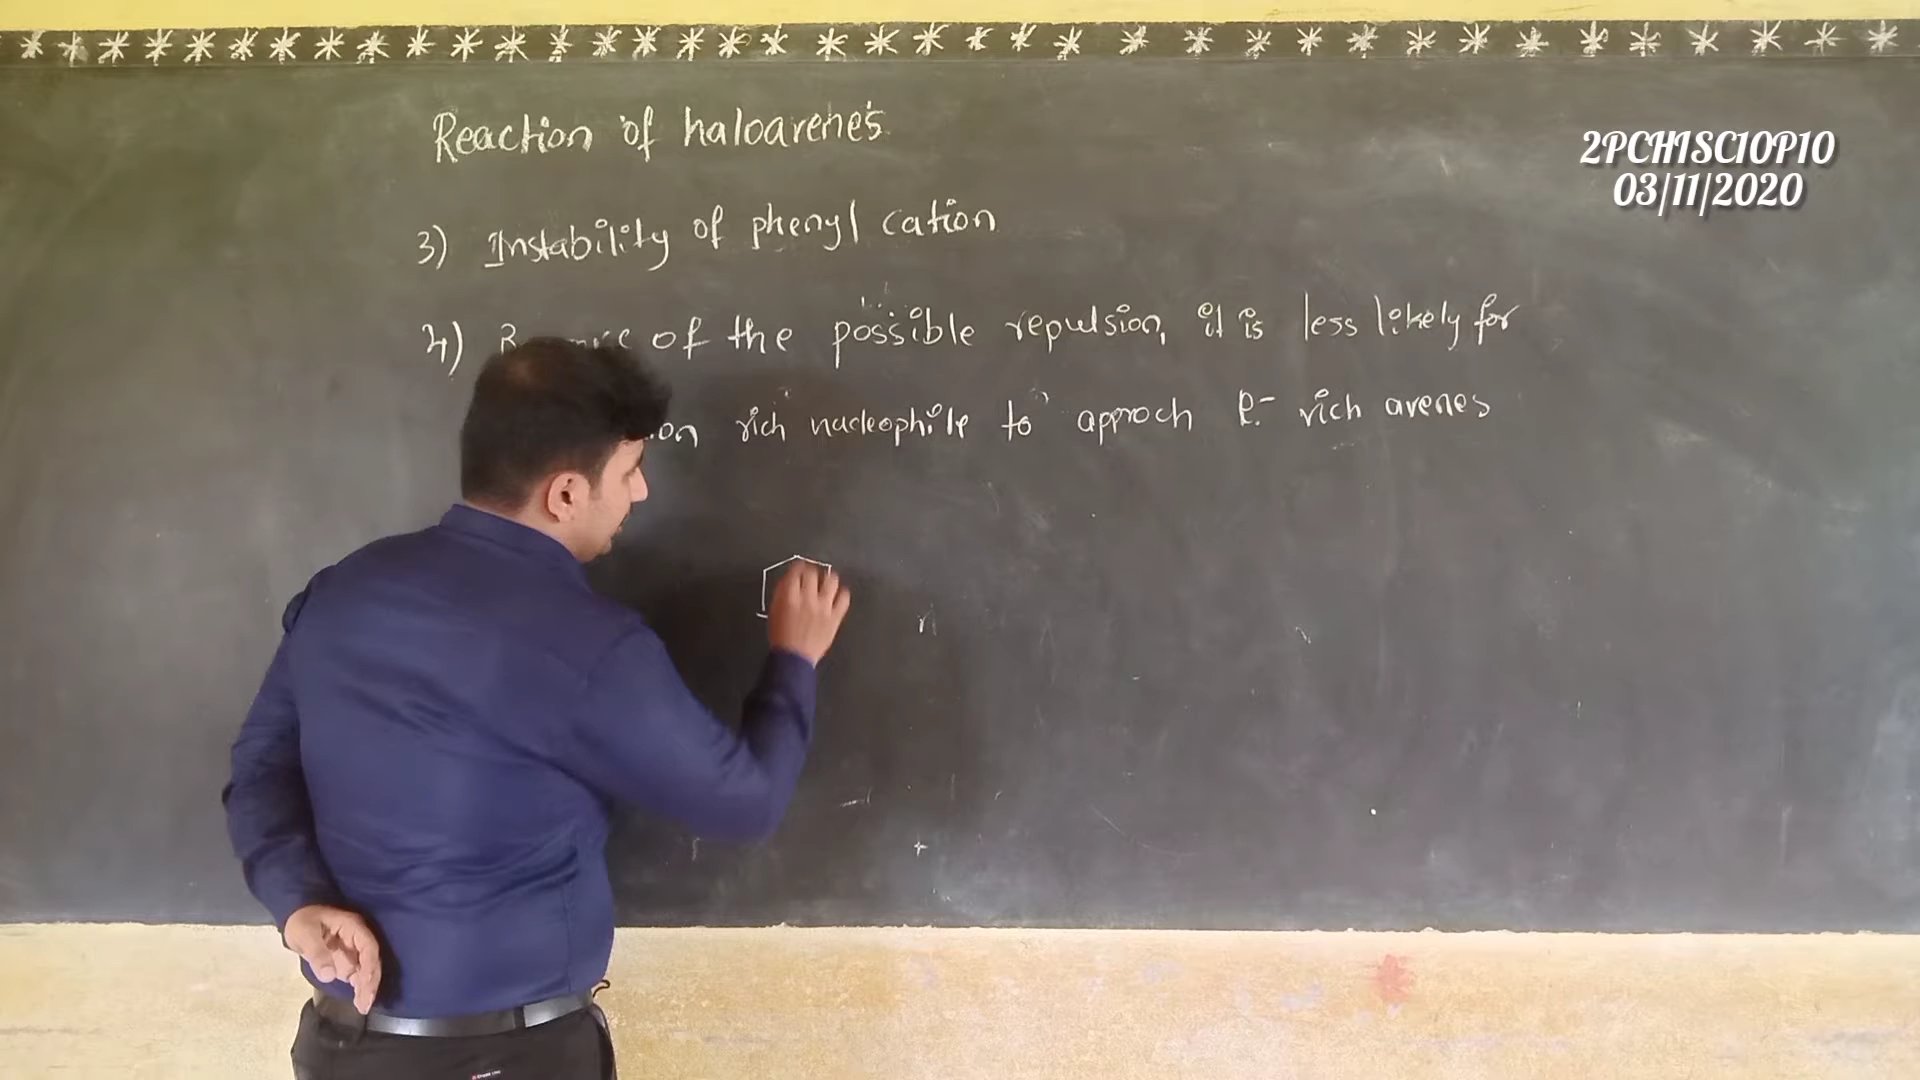 Reaction of haloarenes
2PCH1SC10P10
03/11/2020
3) Instability of phenyl cation
4) of the possible repulsion, it is less likely for
rich nucleophile to approch e- rich arenes